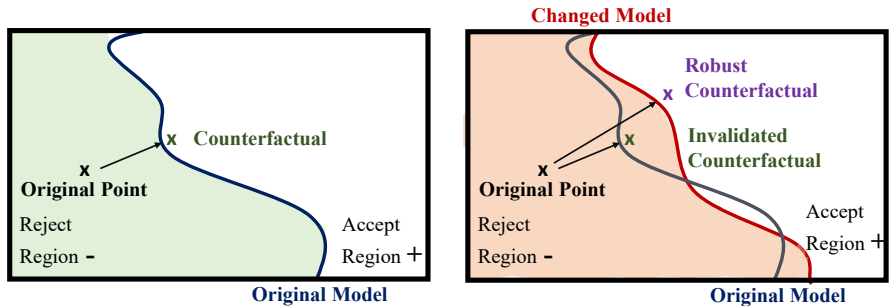 Counterfactual
x
x
Original Point
Reject
Region -
Accept
Region +
Original Model
Changed Model
Robust
x
Counterfactual
Invalidated
x
Counterfactual
x
Original Point
Reject
Region -
Accept
Region +
Original Model